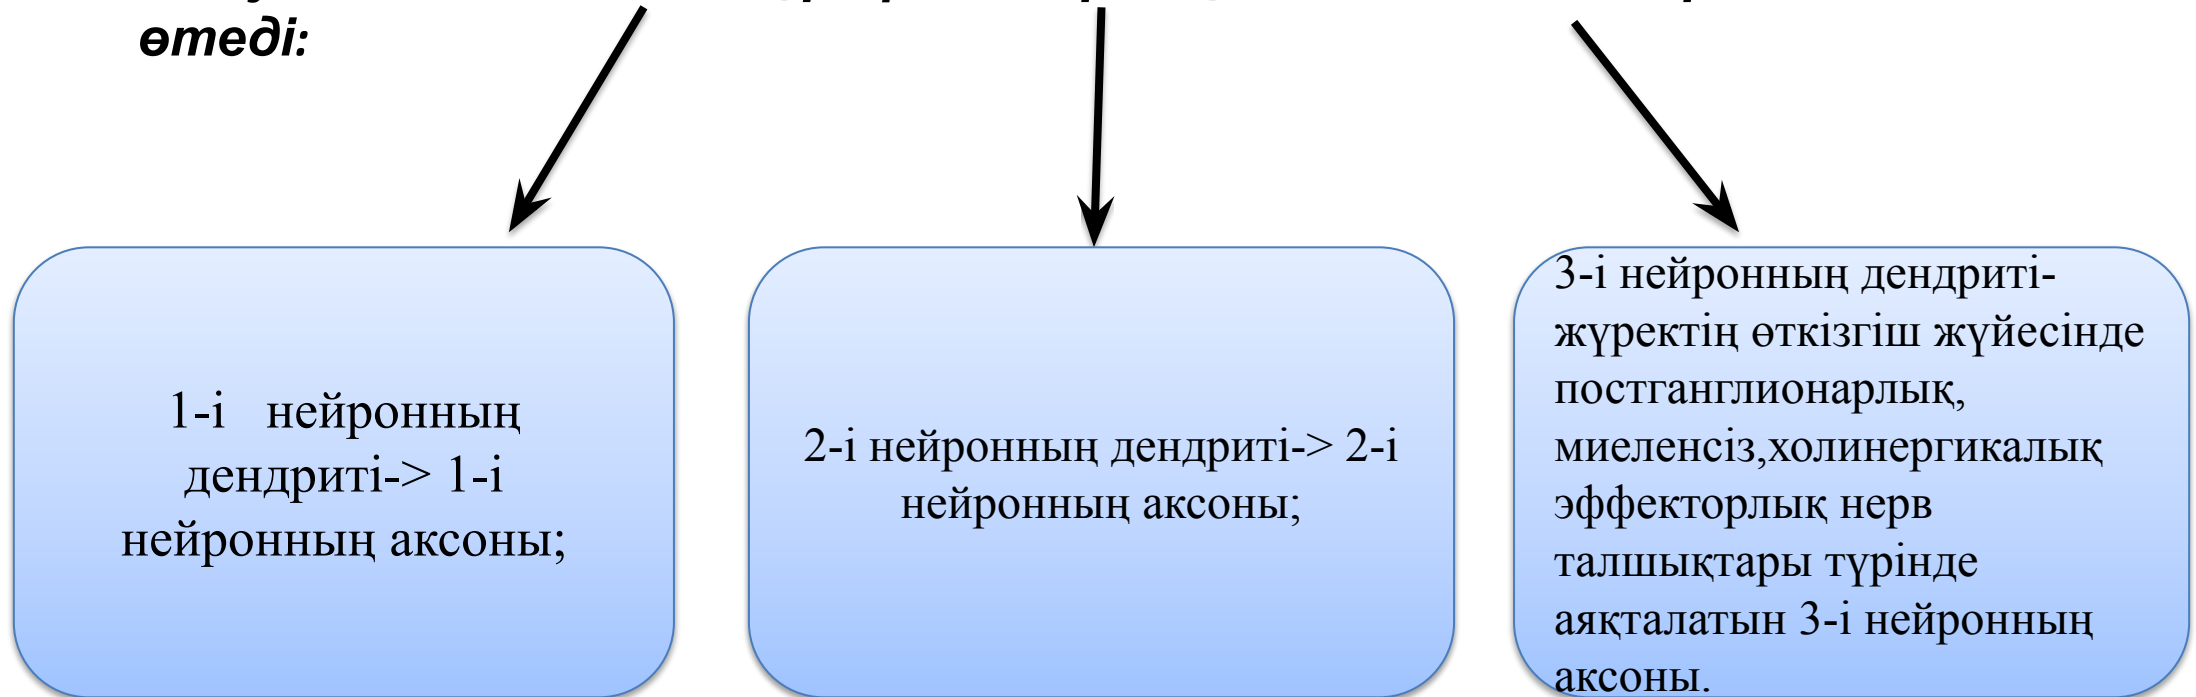 өтеді:
1-і нейронның
дендриті-> 1-і
нейронның аксоны;
2-і нейронның дендриті-> 2-і
нейронның аксоны;
3-і нейронның дендриті-
жүректің өткізгіш жүйесінде
постганглионарлық,
миеленсіз,холинергикалық
эффекторлық нерв
талшықтары түрінде
аяқталатын 3-і нейронның
аксоны.